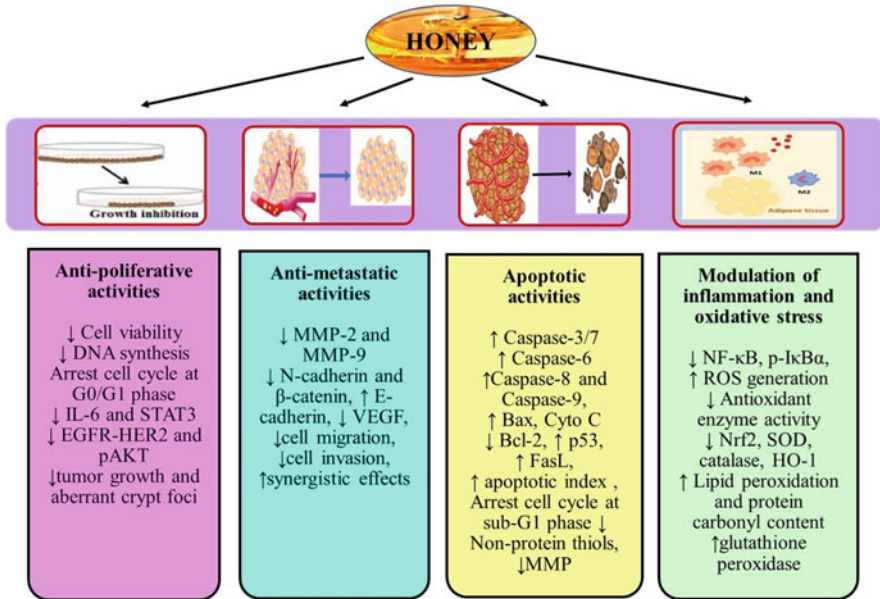 HONEY
Growth inhibition
M1
M2
Adipose tissue
Anti-poliferative
activities
↓ Cell viability
↓ DNA synthesis
Arrest cell cycle at
G0/G1 phase
↓ IL-6 and STAT3
↓ EGFR-HER2 and
pAKT
↓tumor growth and
aberrant crypt foci
Anti-metastatic
activities
↓ MMP-2 and
MMP-9
↓ N-cadherin and
β-catenin, ↑ E-
cadherin, ↓ VEGF,
↓cell migration,
↓cell invasion,
↑synergistic effects
Apoptotic
activities
↑ Caspase-3/7
↑ Caspase-6
↑Caspase-8 and
Caspase-9,
↑ Bax, Cyto C
↓ Bcl-2, ↑ p53,
↑ FasL,
↑ apoptotic index ,
Arrest cell cycle at
sub-G1 phase ↓
Non-protein thiols,
↓MMP
Modulation of
inflammation and
oxidative stress
↓ NF-κB, p-IκBα,
↑ ROS generation
↓ Antioxidant
enzyme activity
↓ Nrf2, SOD,
catalase, HO-1
↑ Lipid peroxidation
and protein
carbonyl content
↑glutathione
peroxidase